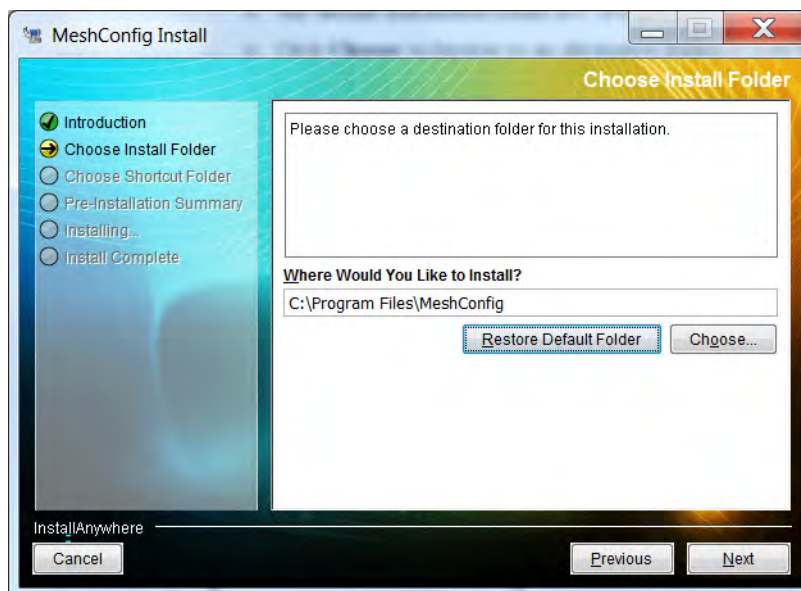 MeshConfig Install
Choose Install Folder
Introduction
Choose Install Folder
Choose Shortcut Folder
Pre-Installation Summary
Installing...
Install Complete
Please choose a destination folder for this installation.
Where Would You Like to Install?
C:\Program Files\MeshConfig
Restore Default Folder
Choose...
InstallAnywhere
Cancel
Previous
Next